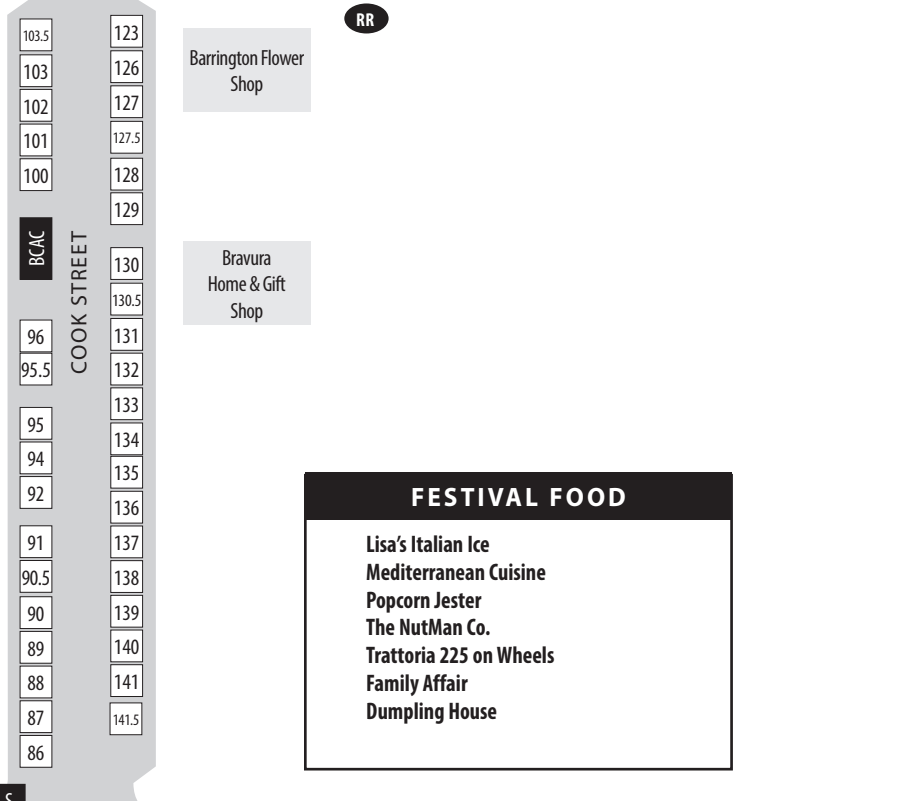 103.5
103
102
101
100
BCAC
96
95.5
95
94
92
91
90.5
90
89
88
87
86
S
COOK STREET
123
126
127
127.5
128
129
130
130.5
131
132
133
134
135
136
137
138
139
140
141
141.5
Barrington Flower
Shop
Bravura
Home & Gift
Shop
RR
FESTIVAL FOOD
Lisa's Italian Ice
Mediterranean Cuisine
Popcorn Jester
The NutMan Co.
Trattoria 225 on Wheels
Family Affair
Dumpling House